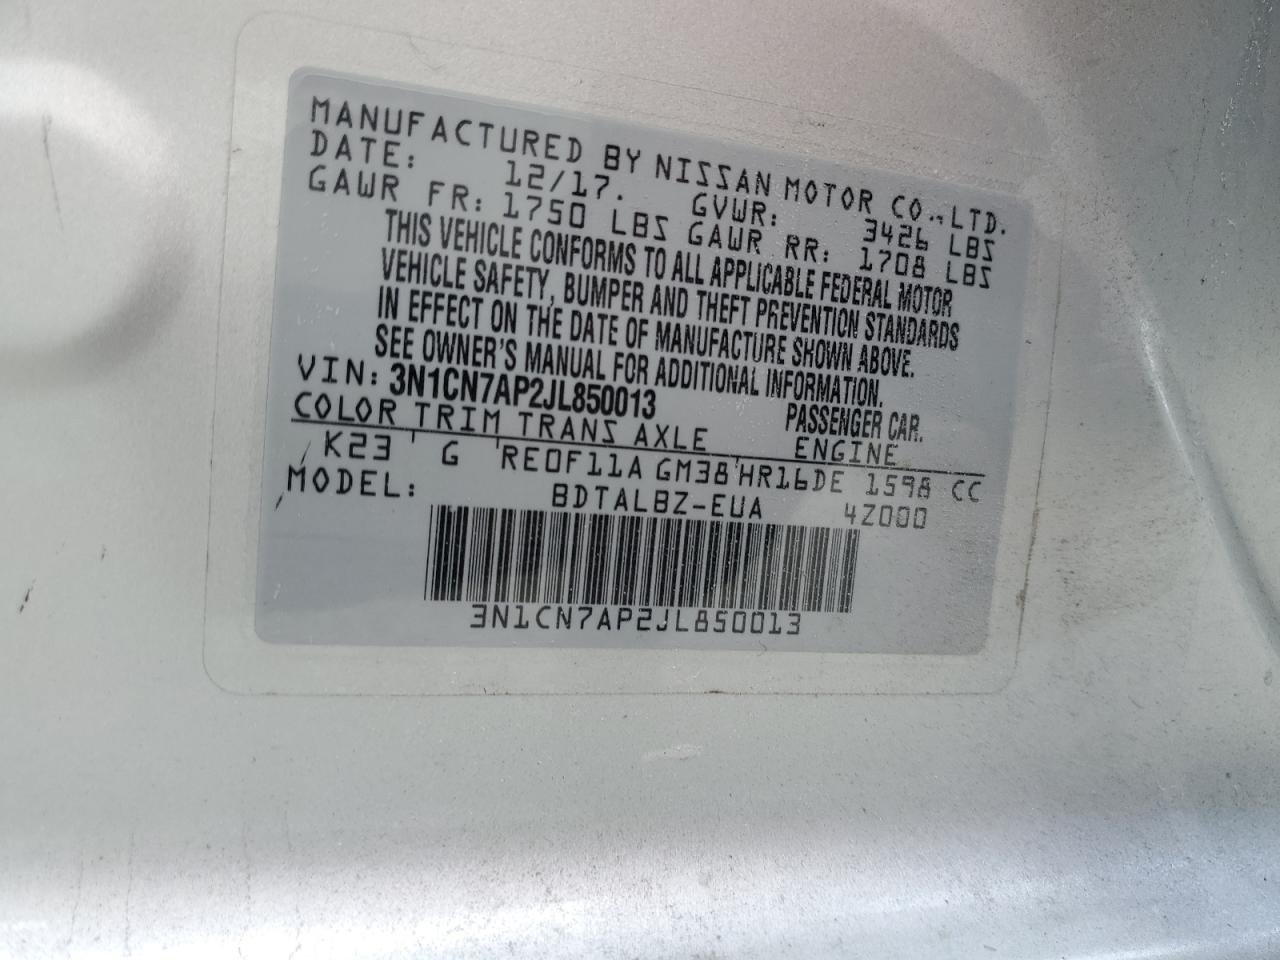 MANUFACTURED BY NISSAN MOTOR CO.,LTD.
DATE: 12/17. GVWR: 3426 LBS
GAWR FR: 1750 LBS GAWR RR: 1708 LBS
THIS VEHICLE CONFORMS TO ALL APPLICABLE FEDERAL MOTOR
VEHICLE SAFETY, BUMPER AND THEFT PREVENTION STANDARDS
IN EFFECT ON THE DATE OF MANUFACTURE SHOWN ABOVE.
SEE OWNER'S MANUAL FOR ADDITIONAL INFORMATION.
VIN: 3N1CN7AP2JL850013 PASSENGER CAR.
COLOR TRIM TRANS AXLE ENGINE
K23 G RE0F11A GM38 HR16DE 1598 CC
MODEL: BDTALBZ-EUA 4Z000
3N1CN7AP2JL850013